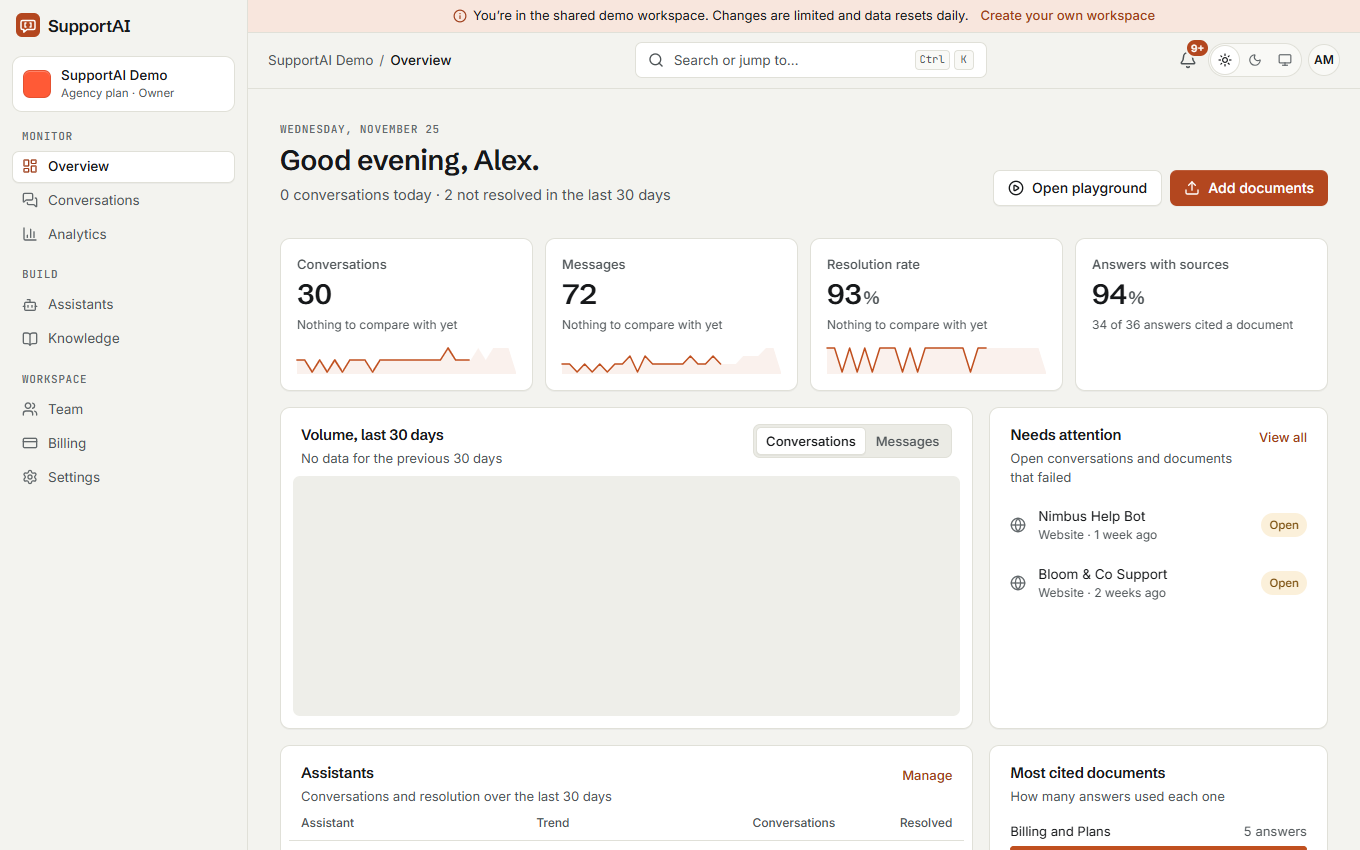 SupportAI
SupportAI Demo
Agency plan · Owner
MONITOR
Overview
Conversations
Analytics
BUILD
Assistants
Knowledge
WORKSPACE
Team
Billing
Settings
You're in the shared demo workspace. Changes are limited and data resets daily. Create your own workspace
SupportAI Demo / Overview
Search or jump to... Ctrl K
9+
AM
WEDNESDAY, NOVEMBER 25
Good evening, Alex.
0 conversations today · 2 not resolved in the last 30 days
Open playground
Add documents
Conversations
30
Nothing to compare with yet
Messages
72
Nothing to compare with yet
Resolution rate
93%
Nothing to compare with yet
Answers with sources
94%
34 of 36 answers cited a document
Volume, last 30 days
No data for the previous 30 days
Conversations Messages
Needs attention
View all
Open conversations and documents
that failed
Nimbus Help Bot
Website · 1 week ago
Open
Bloom & Co Support
Website · 2 weeks ago
Open
Assistants
Manage
Conversations and resolution over the last 30 days
Assistant Trend Conversations Resolved
Most cited documents
How many answers used each one
Billing and Plans 5 answers